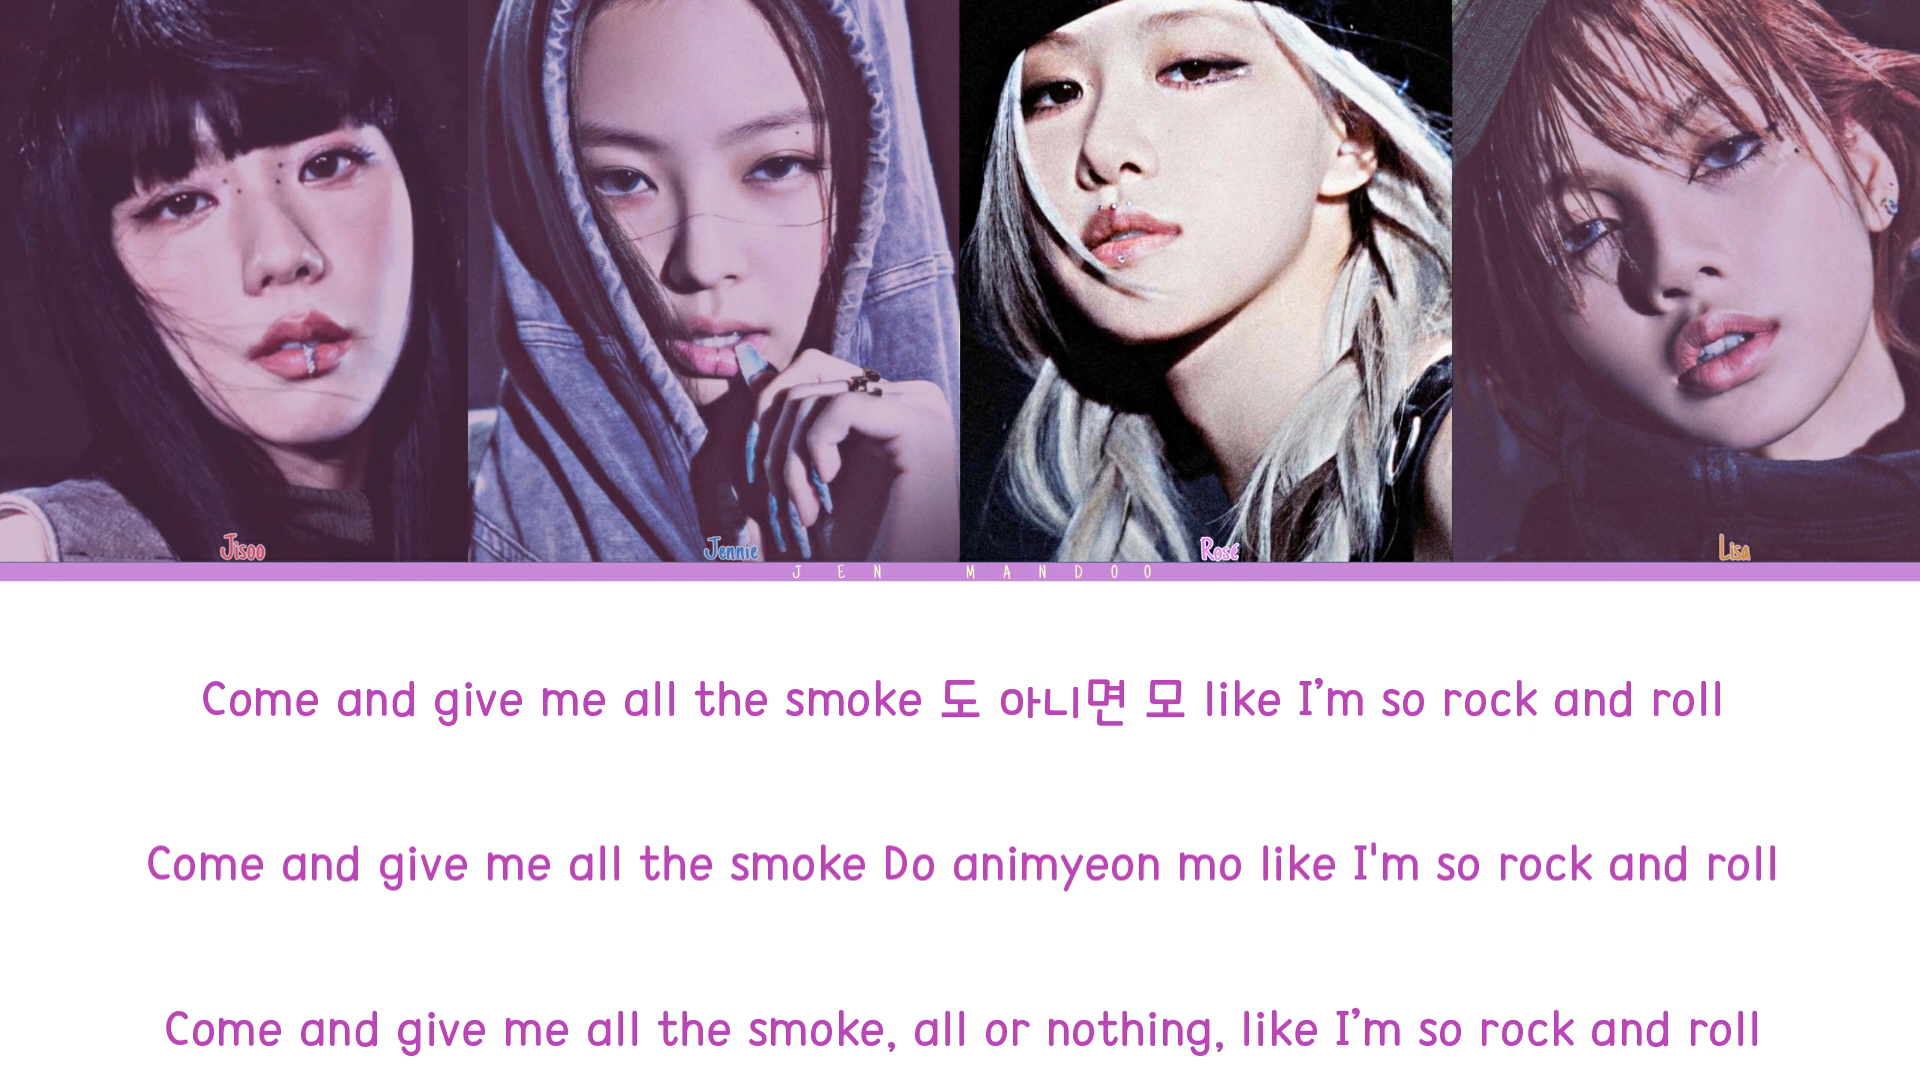 Jisoo Jennie Rosé Lisa
JEN MANDOO
Come and give me all the smoke 도 아니면 모 like I’m so rock and roll
Come and give me all the smoke Do animyeon mo like I'm so rock and roll
Come and give me all the smoke, all or nothing, like I’m so rock and roll